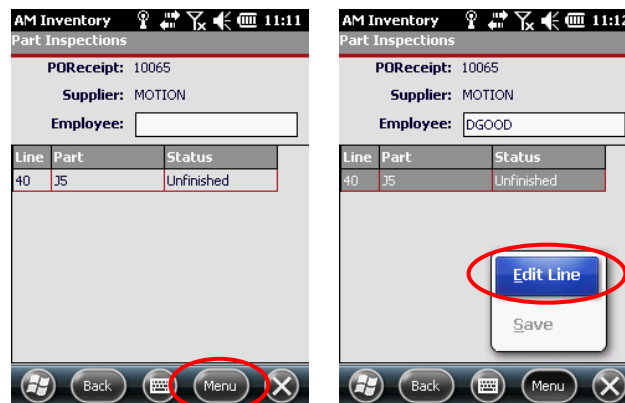 AM Inventory 11:11
Part Inspections
POReceipt: 10065
Supplier: MOTION
Employee:
Line Part Status
40 J5 Unfinished
Back Menu
AM Inventory 11:12
Part Inspections
POReceipt: 10065
Supplier: MOTION
Employee: DGOOD
Line Part Status
40 J5 Unfinished
Edit Line
Save
Back Menu